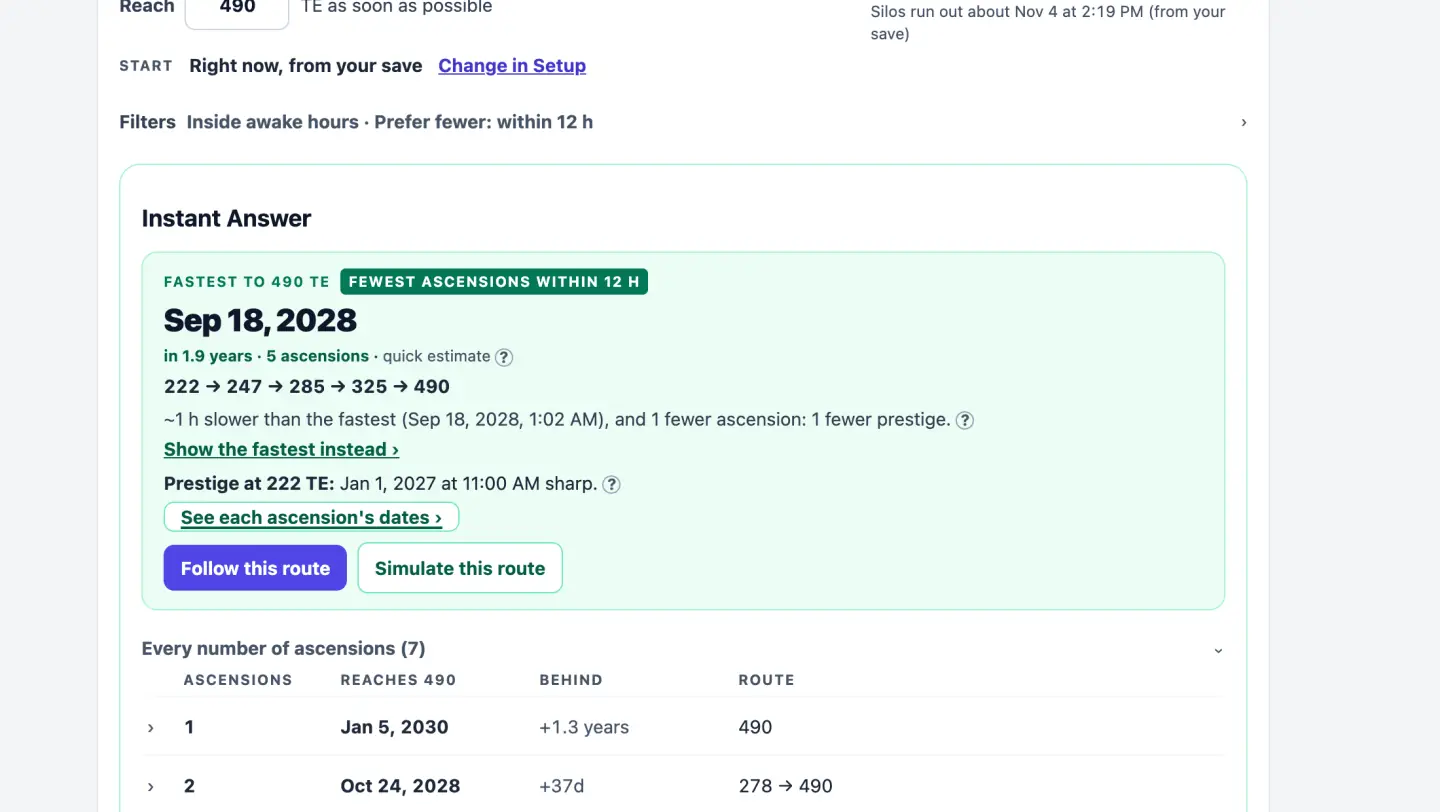 Reach 490 TE as soon as possible
Silos run out about Nov 4 at 2:19 PM (from your
save)
START Right now, from your save Change in Setup
Filters Inside awake hours · Prefer fewer: within 12 h ›
Instant Answer
FASTEST TO 490 TE FEWEST ASCENSIONS WITHIN 12 H
Sep 18, 2028
in 1.9 years · 5 ascensions · quick estimate ?
222 → 247 → 285 → 325 → 490
~1 h slower than the fastest (Sep 18, 2028, 1:02 AM), and 1 fewer ascension: 1 fewer prestige. ?
Show the fastest instead ›
Prestige at 222 TE: Jan 1, 2027 at 11:00 AM sharp. ?
See each ascension's dates ›
Follow this route Simulate this route
Every number of ascensions (7)
ASCENSIONS REACHES 490 BEHIND ROUTE
› 1 Jan 5, 2030 +1.3 years 490
› 2 Oct 24, 2028 +37d 278 → 490